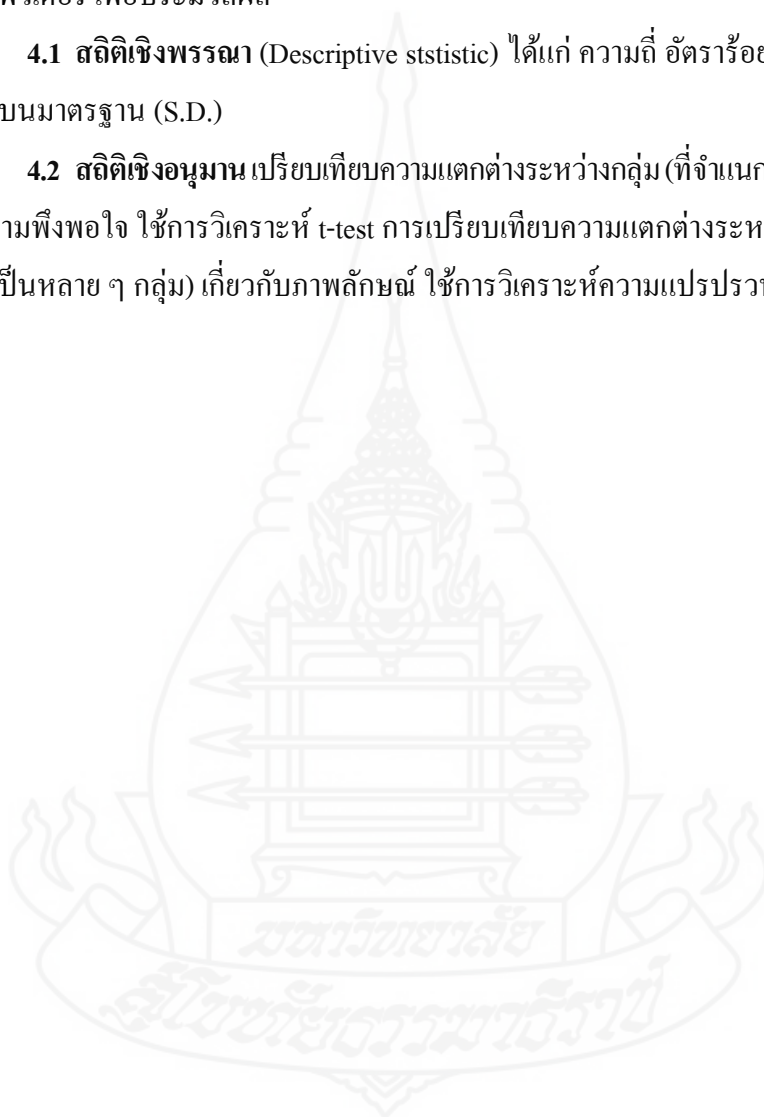 4.1 สถิติเชิงพรรณา (Descriptive ststistic) ได้แก่ ความถี่ อัตราร้อย
บนมาตรฐาน (S.D.)
4.2 สถิติเชิงอนุมาน เปรียบเทียบความแตกต่างระหว่างกลุ่ม (ที่จำแนก
ามพึงพอใจ ใช้การวิเคราะห์ t-test การเปรียบเทียบความแตกต่างระห
ป็นหลาย ๆ กลุ่ม) เกี่ยวกับภาพลักษณ์ ใช้การวิเคราะห์ความแปรปรว
มหาวิทยาลัย
สุโขทัยธรรมาธิราช